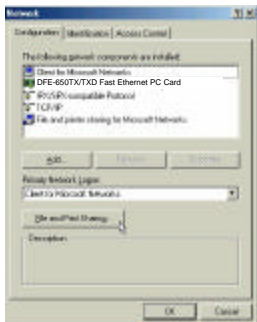 Network
Configuration Identification Access Control
The following network components are installed:
Client for Microsoft Networks
DFE-650TX/TXD Fast Ethernet PC Card
IPX/SPX-compatible Protocol
TCP/IP
File and printer sharing for Microsoft Networks
Add... Remove Properties
Primary Network Logon:
Client for Microsoft Networks
File and Print Sharing...
Description
OK Cancel